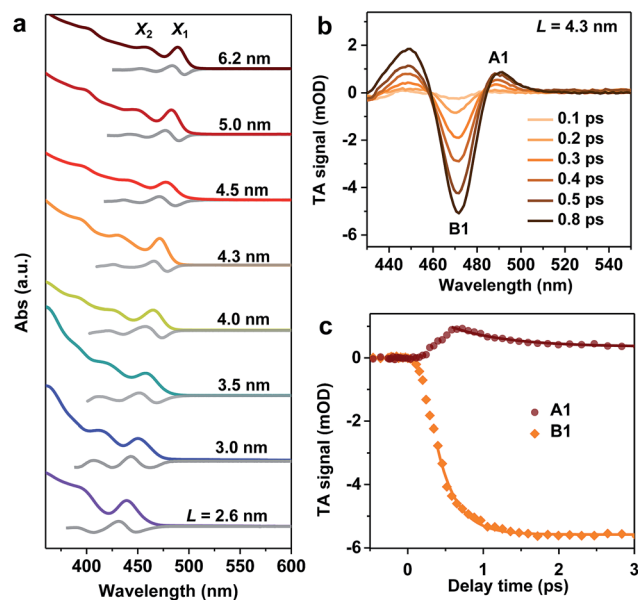 a
X2 X1
6.2 nm
5.0 nm
4.5 nm
4.3 nm
4.0 nm
3.5 nm
3.0 nm
L = 2.6 nm
Abs (a.u.)
400 450 500 550 600
Wavelength (nm)
b
L = 4.3 nm
A1
B1
0.1 ps
0.2 ps
0.3 ps
0.4 ps
0.5 ps
0.8 ps
TA signal (mOD)
2
0
-2
-4
-6
440 460 480 500 520 540
Wavelength (nm)
c
A1
B1
TA signal (mOD)
2
0
-2
-4
-6
0 1 2 3
Delay time (ps)